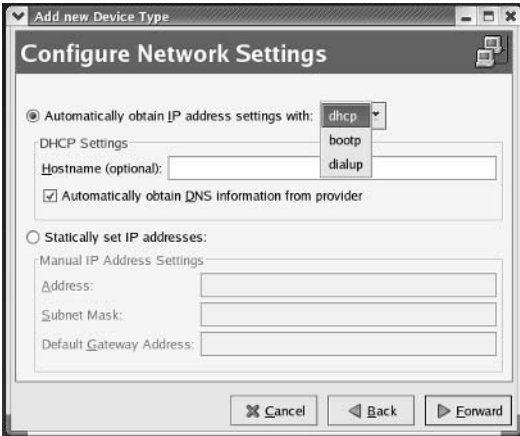 Add new Device Type
Configure Network Settings
Automatically obtain IP address settings with: dhcp
bootp
dialup
DHCP Settings
Hostname (optional):
Automatically obtain DNS information from provider
Statically set IP addresses:
Manual IP Address Settings
Address:
Subnet Mask:
Default Gateway Address:
Cancel Back Forward